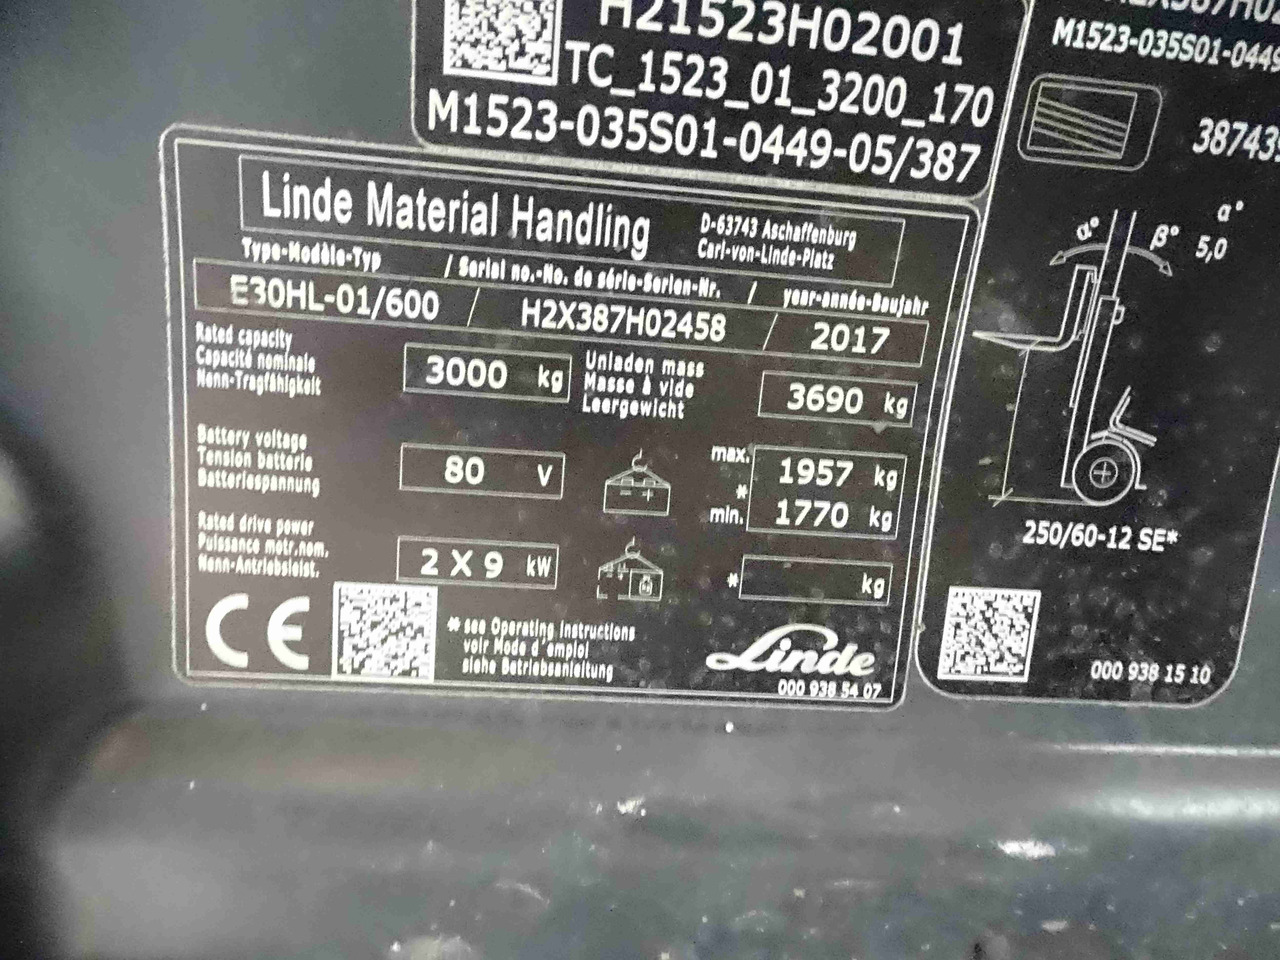 H21523H02001
TC_1523_01_3200_170
M1523-035S01-0449-05/387
Linde Material Handling
D-63743 Aschaffenburg
Carl-von-Linde-Platz
Type-Modèle-Typ / Serial no.-No. de série-Serien-Nr. / year-année-Baujahr
E30HL-01/600 / H2X387H02458 / 2017
Rated capacity
Capacité nominale
Nenn-Tragfähigkeit
3000 kg
Unladen mass
Masse à vide
Leergewicht
3690 kg
Battery voltage
Tension batterie
Batteriespannung
80 V
max. 1957 kg
*
min. 1770 kg
Rated drive power
Puissance motr.nom.
Nenn-Antriebsleist.
2 X 9 kW
* kg
CE
* see Operating Instructions
voir Mode d'emploi
siehe Betriebsanleitung
Linde
000 938 54 07
M1523-035S01-0449
38743
α°
α° β° 5,0
250/60-12 SE*
000 938 15 10